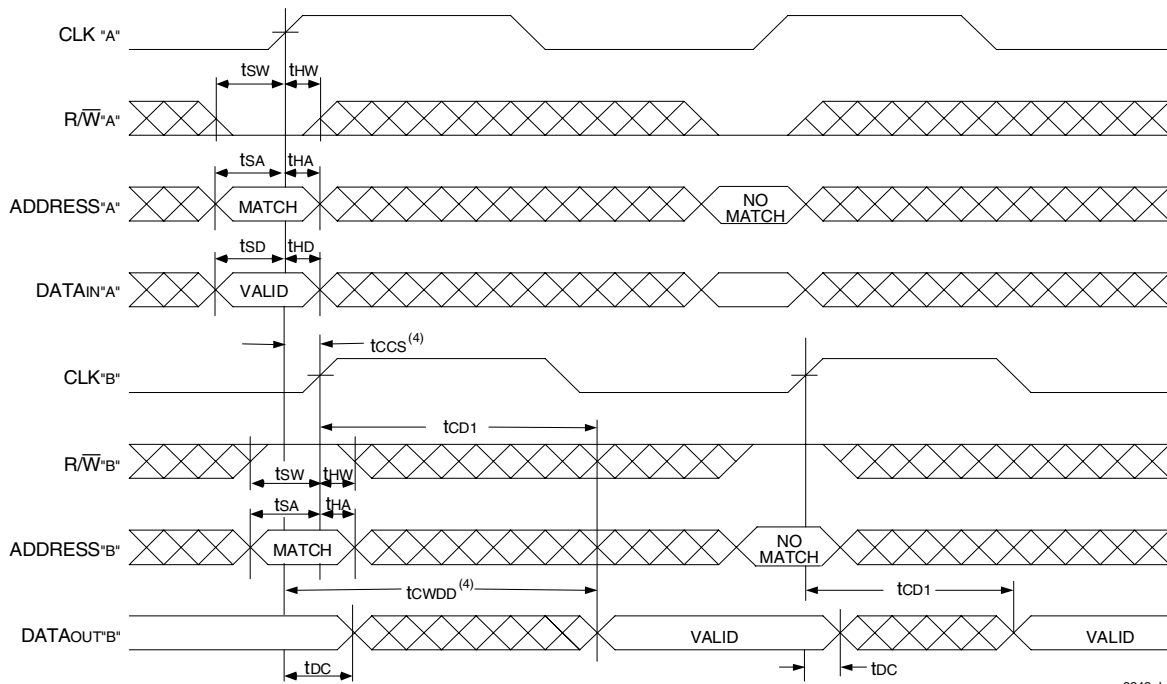 CLK "A"
tSW tHW
R/W̅"A"
tSA tHA
ADDRESS"A" MATCH NO MATCH
tSD tHD
DATAIN"A" VALID
tCCS(4)
CLK"B"
tCD1
R/W̅"B"
tSW tHW
tSA tHA
ADDRESS"B" MATCH NO MATCH
tCWDD(4) tCD1
DATAOUT"B" VALID VALID
tDC tDC